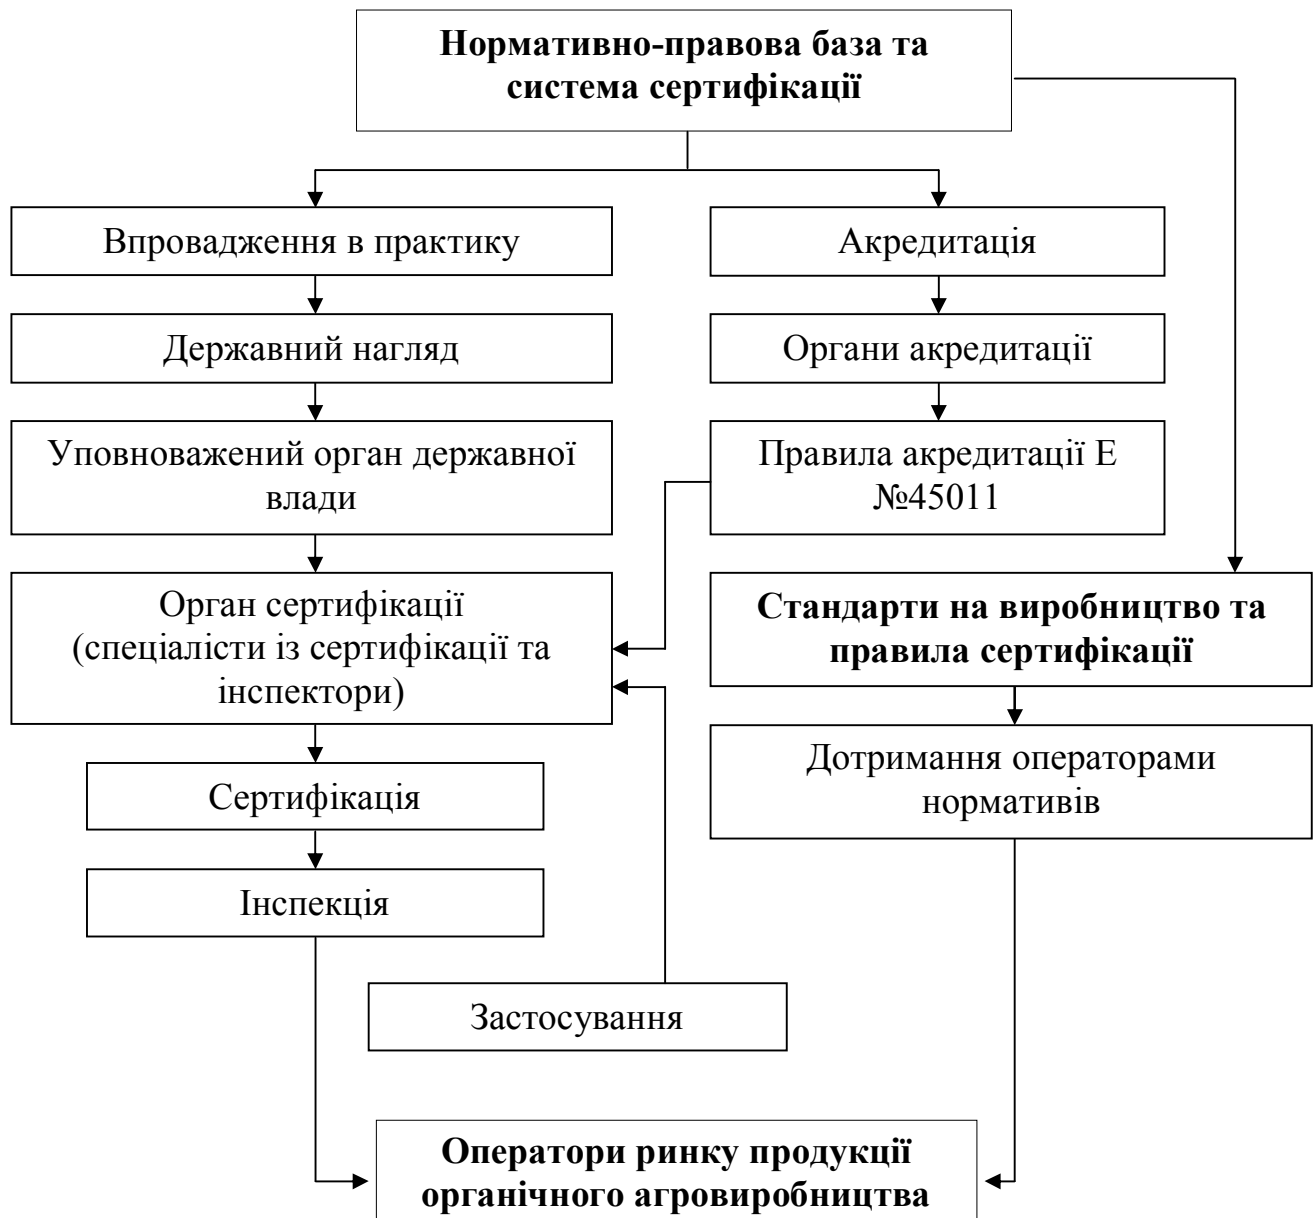 Нормативно-правова база та
система сертифікації
Впровадження в практику
Акредитація
Державний нагляд
Органи акредитації
Уповноважений орган державної
влади
Правила акредитації Е
№45011
Орган сертифікації
(спеціалісти із сертифікації та
інспектори)
Стандарти на виробництво та
правила сертифікації
Сертифікація
Дотримання операторами
нормативів
Інспекція
Застосування
Оператори ринку продукції
органічного агровиробництва